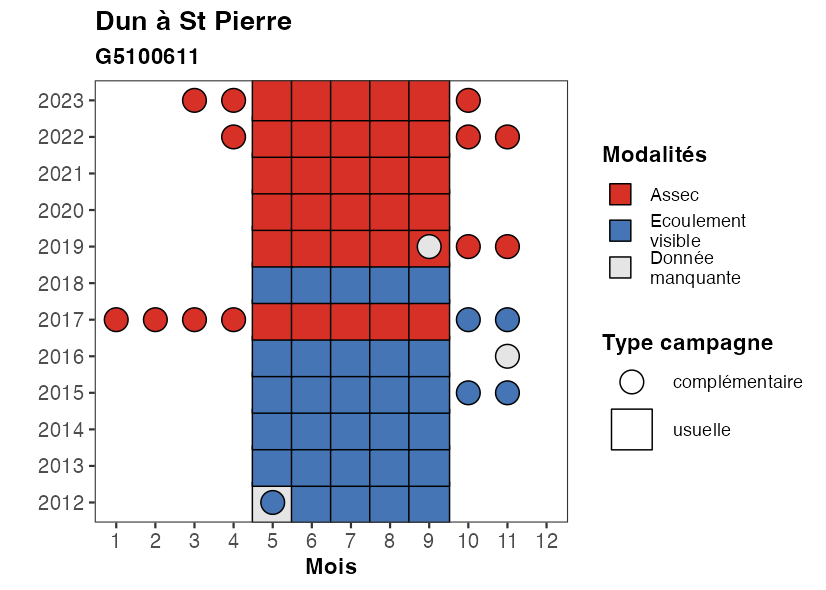 Dun à St Pierre
G5100611
2023
2022
2021
2020
2019
2018
2017
2016
2015
2014
2013
2012
1 2 3 4 5 6 7 8 9 10 11 12
Mois
Modalités
Assec
Ecoulement
visible
Donnée
manquante
Type campagne
complémentaire
usuelle